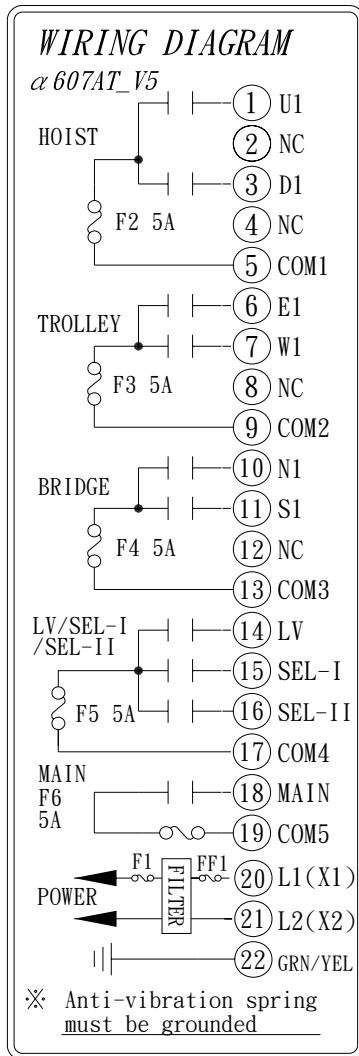 WIRING DIAGRAM
α607AT_V5
1 U1
HOIST
2 NC
3 D1
F2 5A
4 NC
5 COM1
6 E1
TROLLEY
7 W1
F3 5A
8 NC
9 COM2
10 N1
BRIDGE
11 S1
F4 5A
12 NC
13 COM3
LV/SEL-I
/SEL-II
14 LV
15 SEL-I
F5 5A
16 SEL-II
17 COM4
MAIN
F6
5A
18 MAIN
19 COM5
F1
FILTER
FF1
20 L1(X1)
POWER
21 L2(X2)
22 GRN/YEL
※ Anti-vibration spring
must be grounded